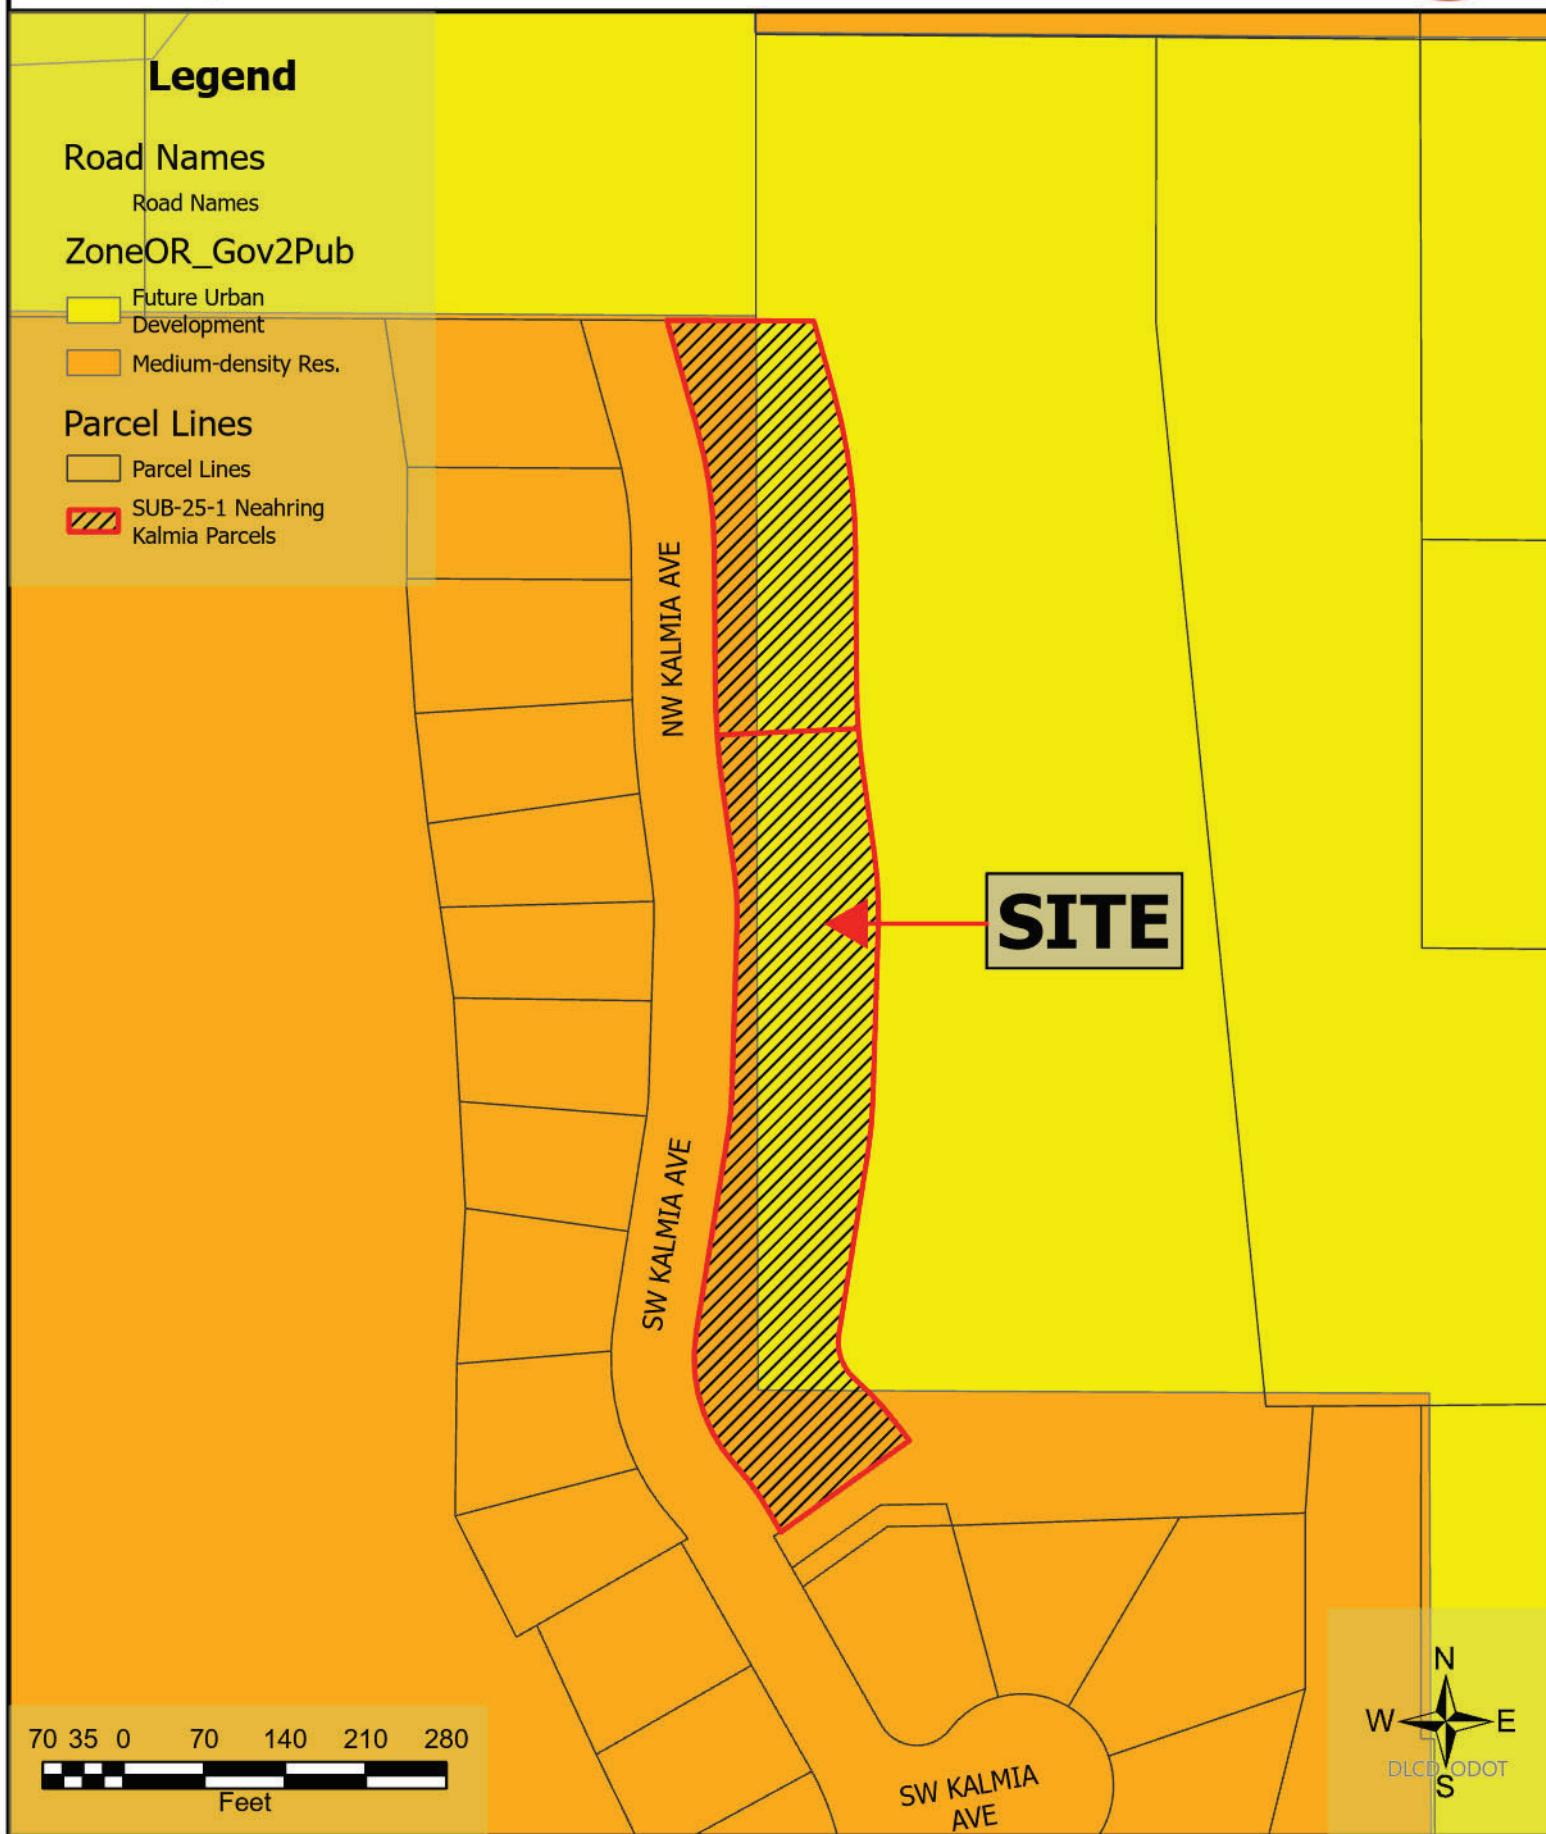 Legend
Road Names
Road Names
ZoneOR_Gov2Pub
Future Urban
Development
Medium-density Res.
Parcel Lines
Parcel Lines
SUB-25-1 Neahring
Kalmia Parcels
NW KALMIA AVE
SITE
SW KALMIA AVE
SW KALMIA
AVE
70 35 0 70 140 210 280
Feet
N
W E
DLCD, ODOT
S